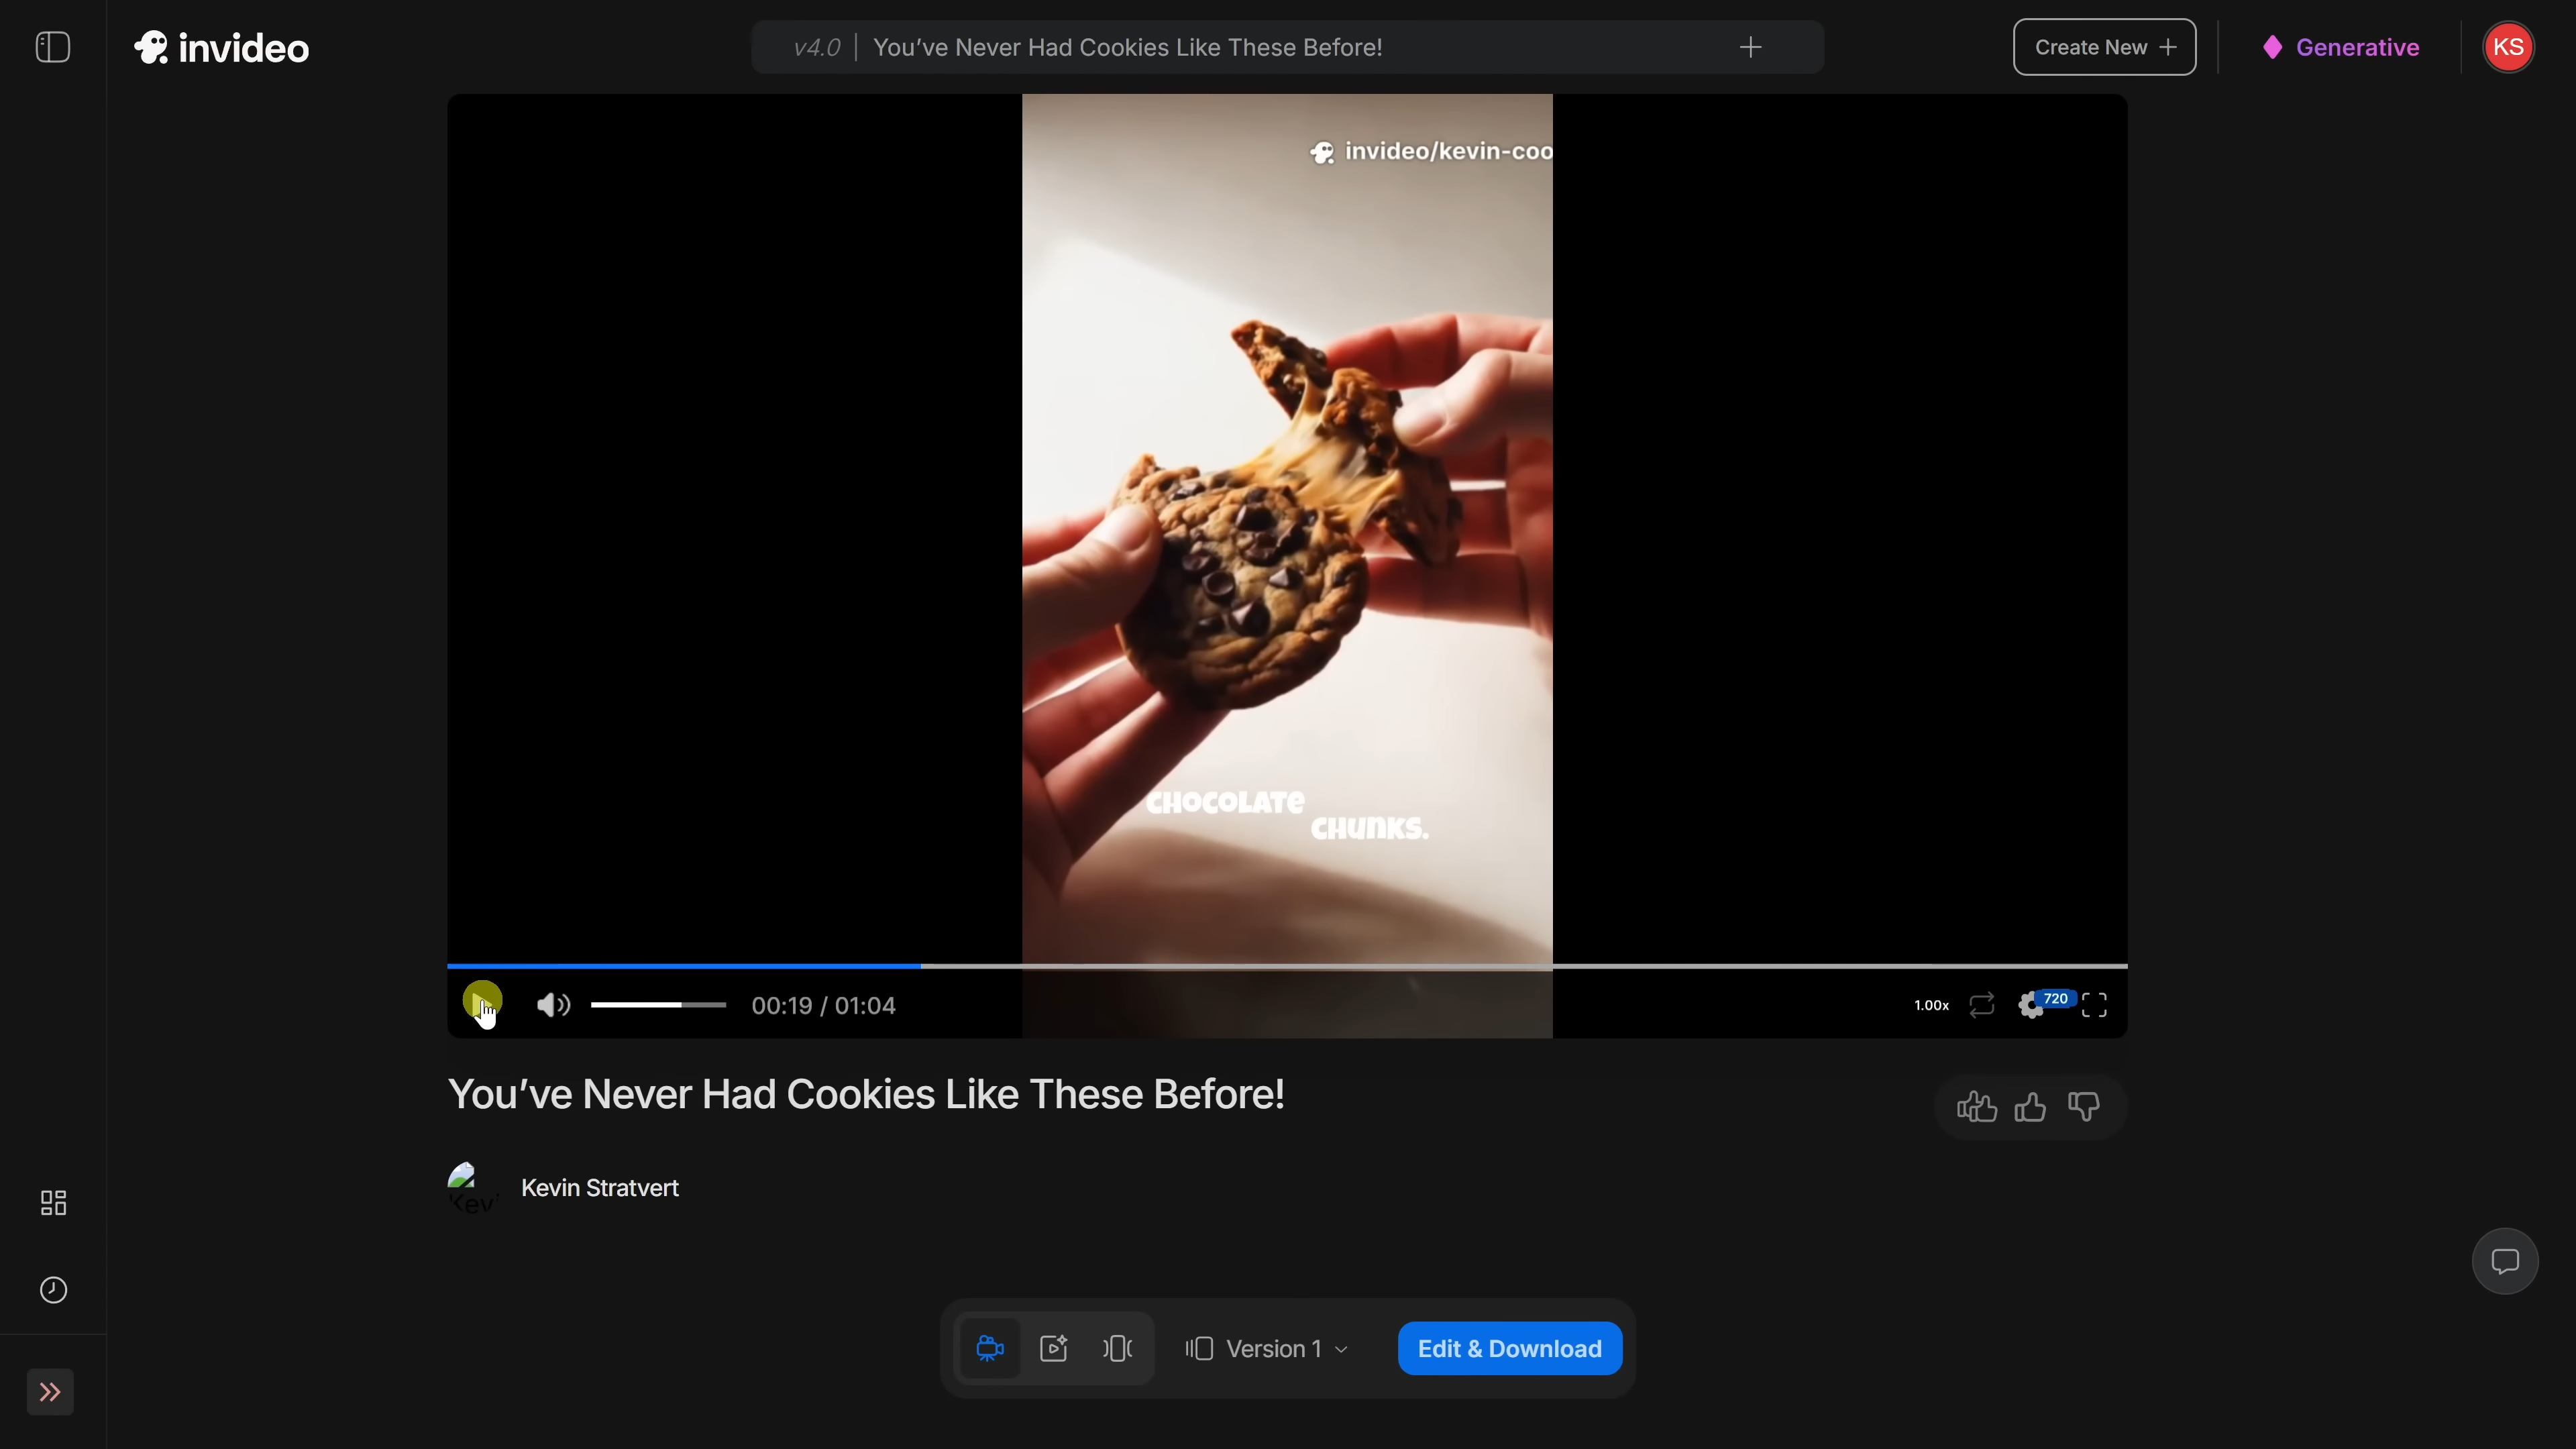 invideo
v4.0 | You've Never Had Cookies Like These Before!
Create New +
Generative
KS
invideo/kevin-coo
CHOCOLATE
CHUNKS.
00:19 / 01:04
1.00x
720
You've Never Had Cookies Like These Before!
Kevi
Kevin Stratvert
Version 1
Edit & Download